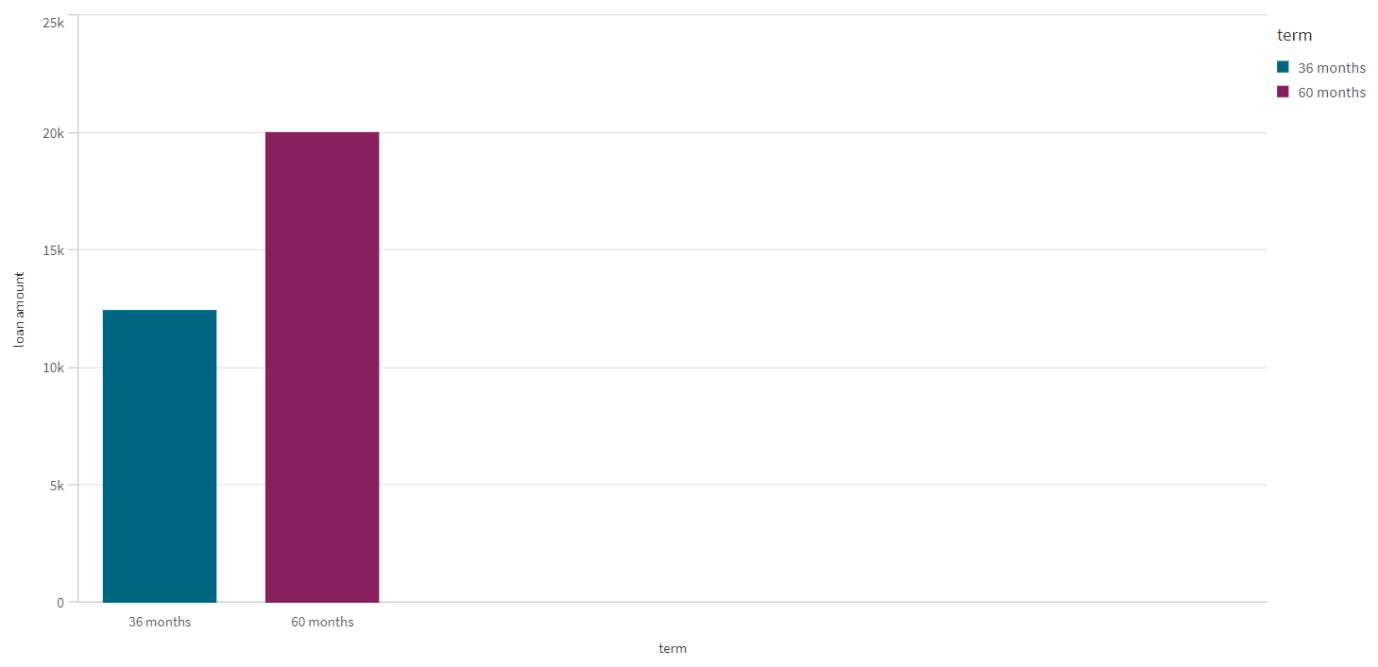 25k
20k
15k
10k
5k
0
loan amount
36 months
60 months
term
term
36 months
60 months